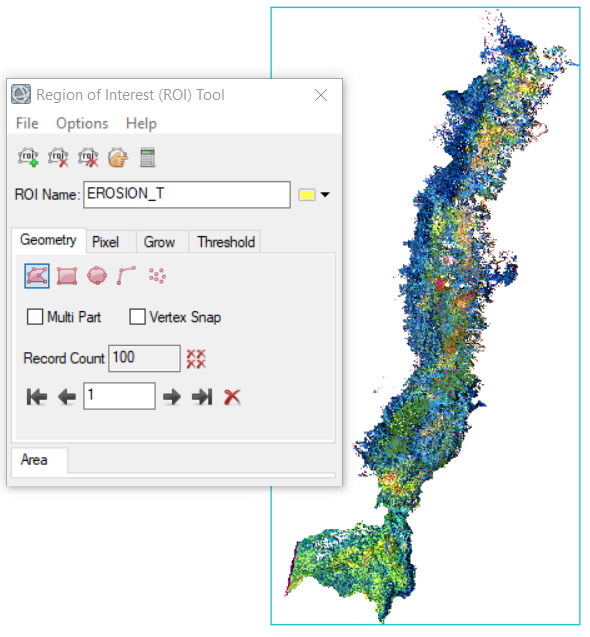 Region of Interest (ROI) Tool
File Options Help
ROI Name: EROSION_T
Geometry Pixel Grow Threshold
Multi Part Vertex Snap
Record Count 100
1
Area